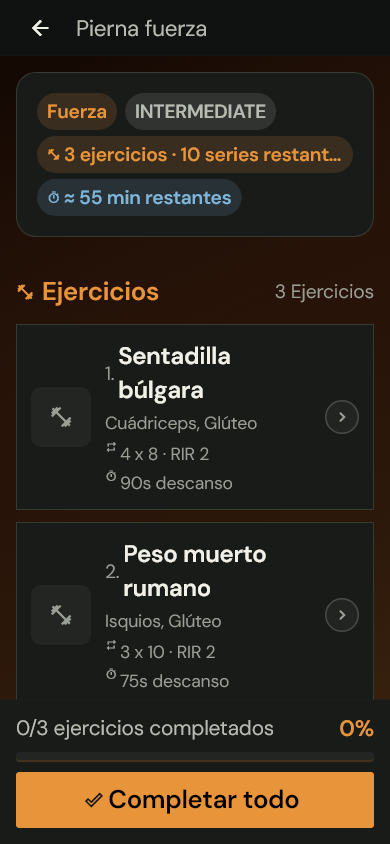 Pierna fuerza
Fuerza
INTERMEDIATE
3 ejercicios · 10 series restant...
≈ 55 min restantes
Ejercicios
3 Ejercicios
1. Sentadilla
búlgara
Cuádriceps, Glúteo
4 x 8 · RIR 2
90s descanso
2. Peso muerto
rumano
Isquios, Glúteo
3 x 10 · RIR 2
75s descanso
0/3 ejercicios completados
0%
Completar todo